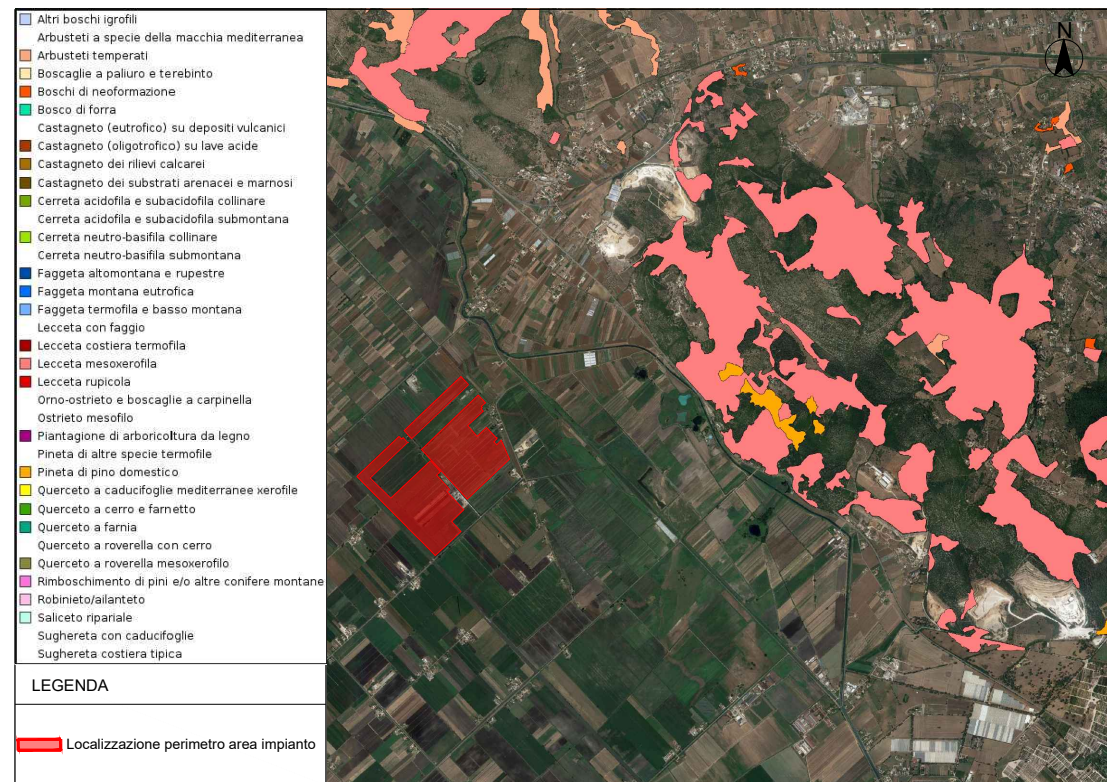 Altri boschi igrofili
Arbusteti a specie della macchia mediterranea
Arbusteti temperati
Boscaglie a paliuro e terebinto
Boschi di neoformazione
Bosco di forra
Castagneto (eutrofico) su depositi vulcanici
Castagneto (oligotrofico) su lave acide
Castagneto dei rilievi calcarei
Castagneto dei substrati arenacei e marnosi
Cerreta acidofila e subacidofila collinare
Cerreta acidofila e subacidofila submontana
Cerreta neutro-basifila collinare
Cerreta neutro-basifila submontana
Faggeta altomontana e rupestre
Faggeta montana eutrofica
Faggeta termofila e basso montana
Lecceta con faggio
Lecceta costiera termofila
Lecceta mesoxerofila
Lecceta rupicola
Orno-ostrieto e boscaglie a carpinella
Ostrieto mesofilo
Piantagione di arboricoltura da legno
Pineta di altre specie termofile
Pineta di pino domestico
Querceto a caducifoglie mediterranee xerofile
Querceto a cerro e farnetto
Querceto a farnia
Querceto a roverella con cerro
Querceto a roverella mesoxerofilo
Rimboschimento di pini e/o altre conifere montane
Robinieto/ailanteto
Saliceto ripariale
Sughereta con caducifoglie
Sughereta costiera tipica
LEGENDA
Localizzazione perimetro area impianto
N